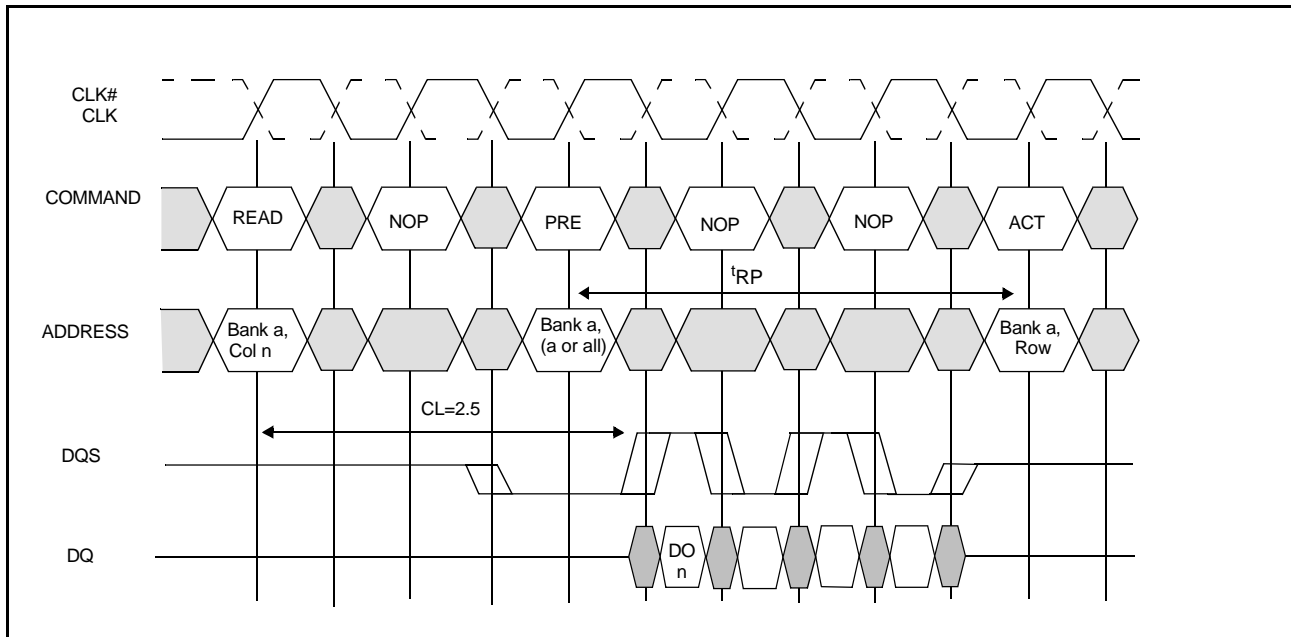 CLK#
CLK
COMMAND
READ
NOP
PRE
NOP
NOP
ACT
tRP
ADDRESS
Bank a,
Col n
Bank a,
(a or all)
Bank a,
Row
CL=2.5
DQS
DQ
DO
n